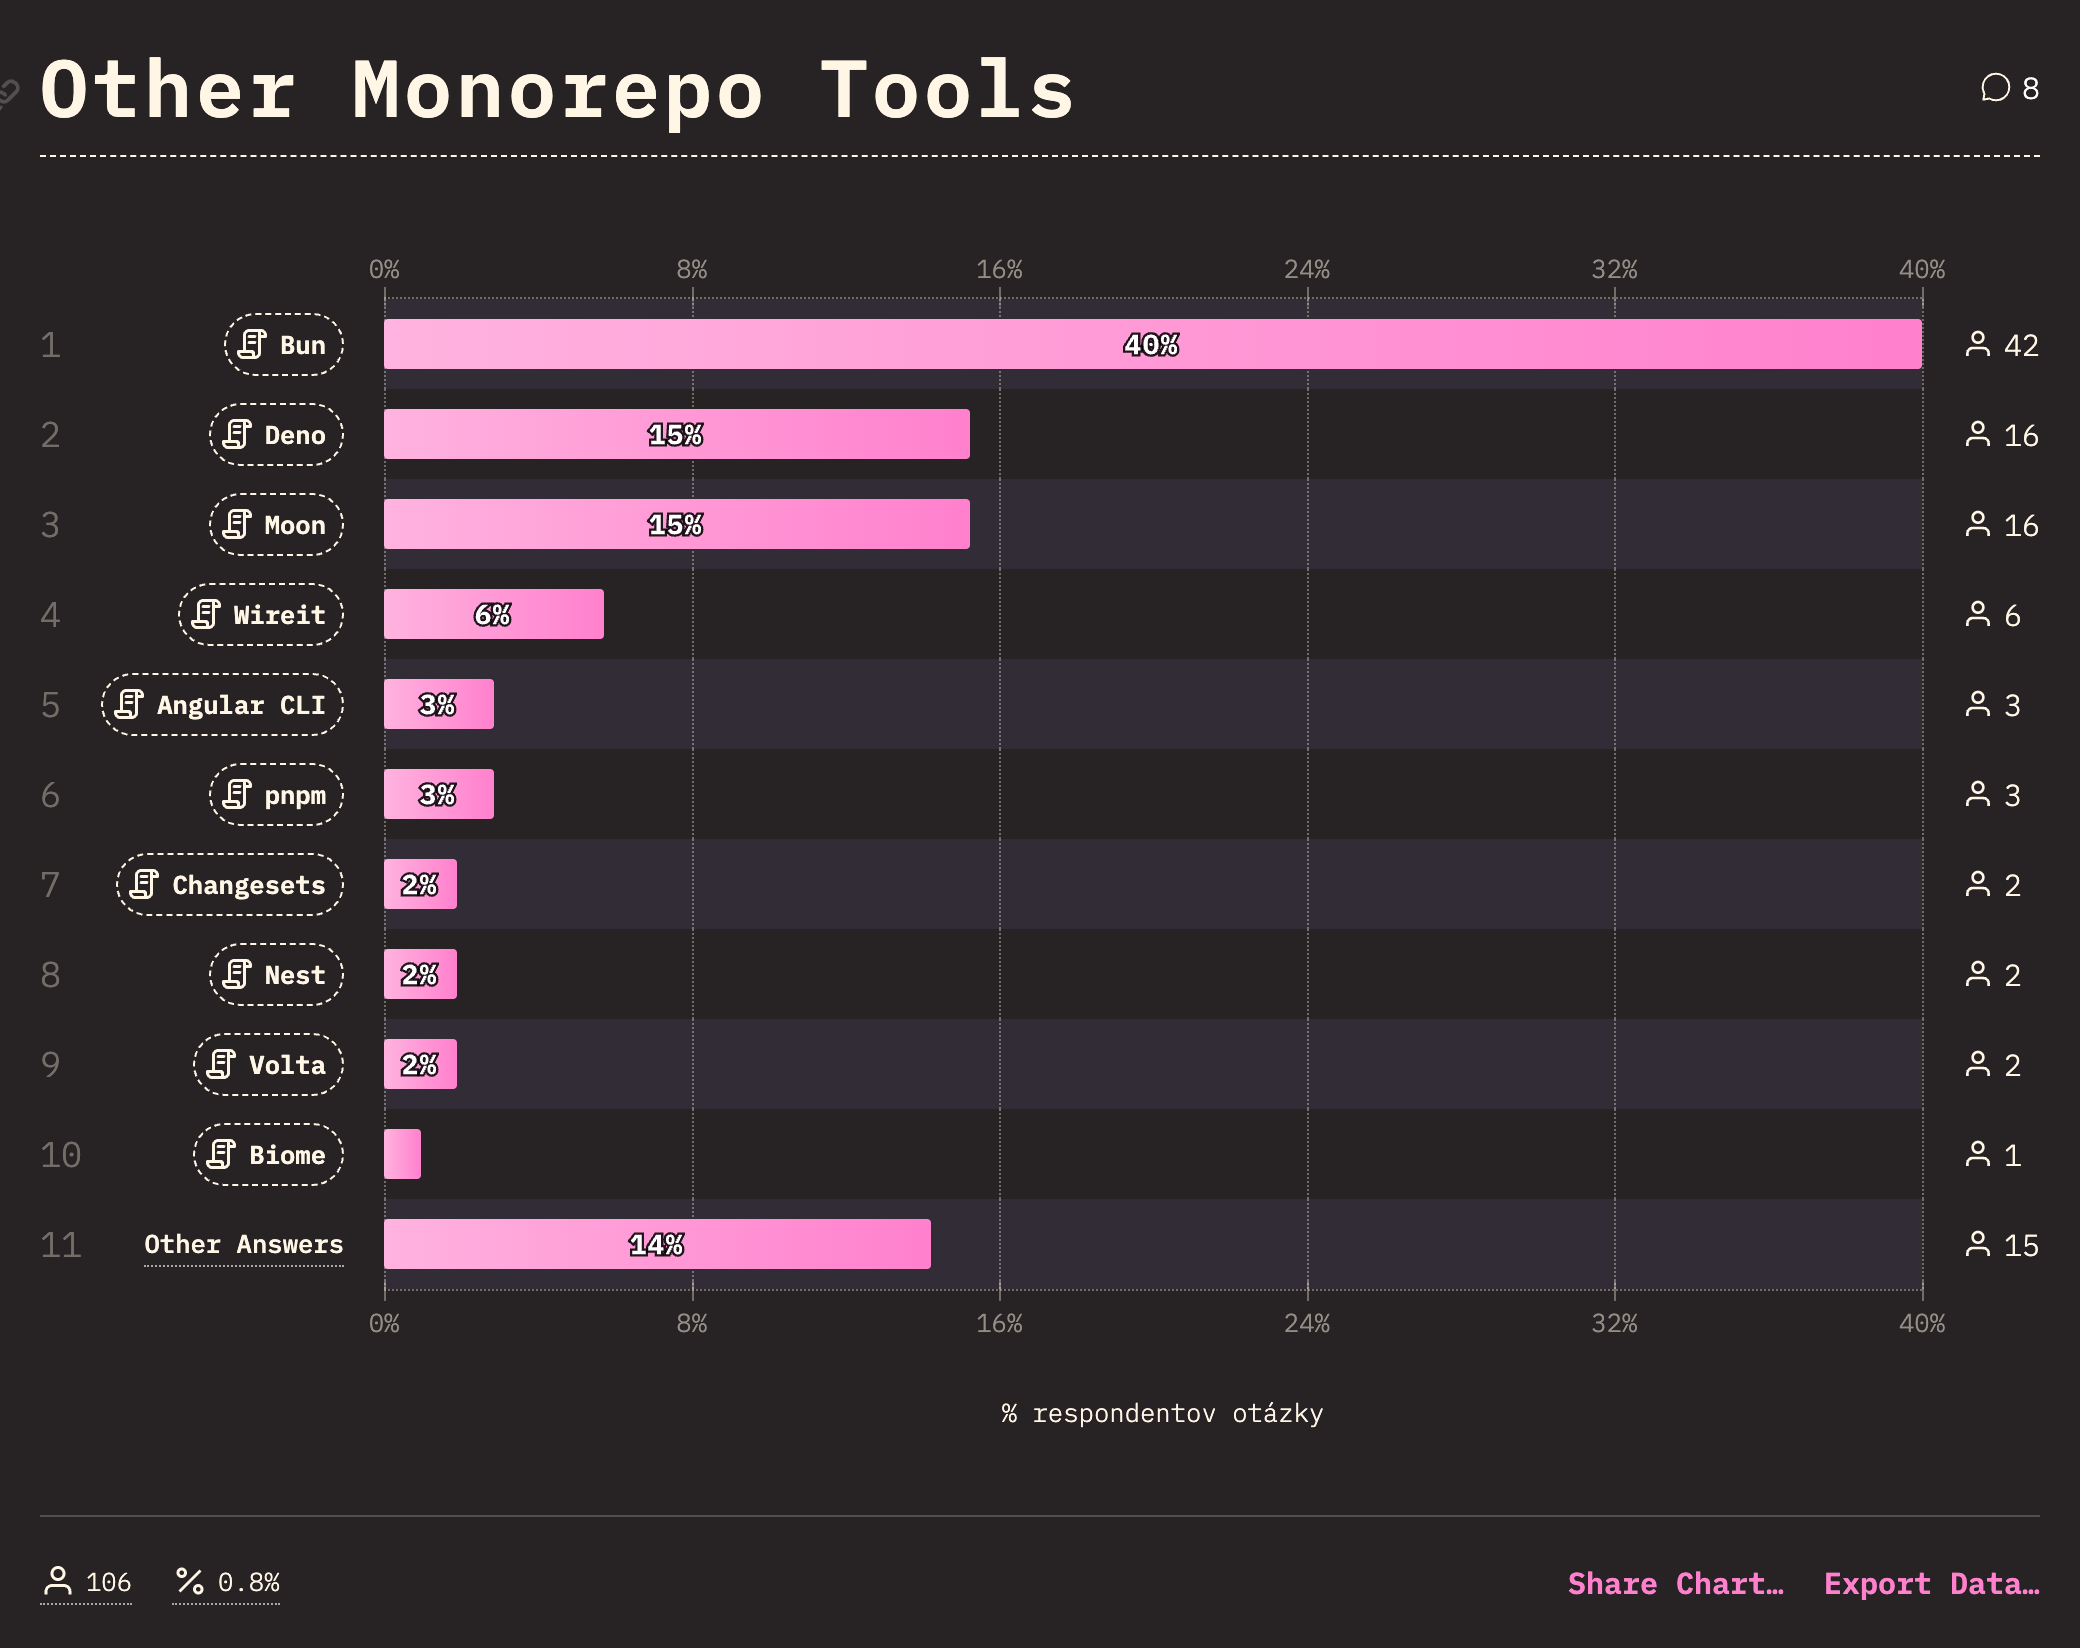 Other Monorepo Tools
8
0% 8% 16% 24% 32% 40%
1 Bun 40% 42
2 Deno 15% 16
3 Moon 15% 16
4 Wireit 6% 6
5 Angular CLI 3% 3
6 pnpm 3% 3
7 Changesets 2% 2
8 Nest 2% 2
9 Volta 2% 2
10 Biome 1
11 Other Answers 14% 15
0% 8% 16% 24% 32% 40%
% respondentov otázky
106 % 0.8% Share Chart… Export Data…